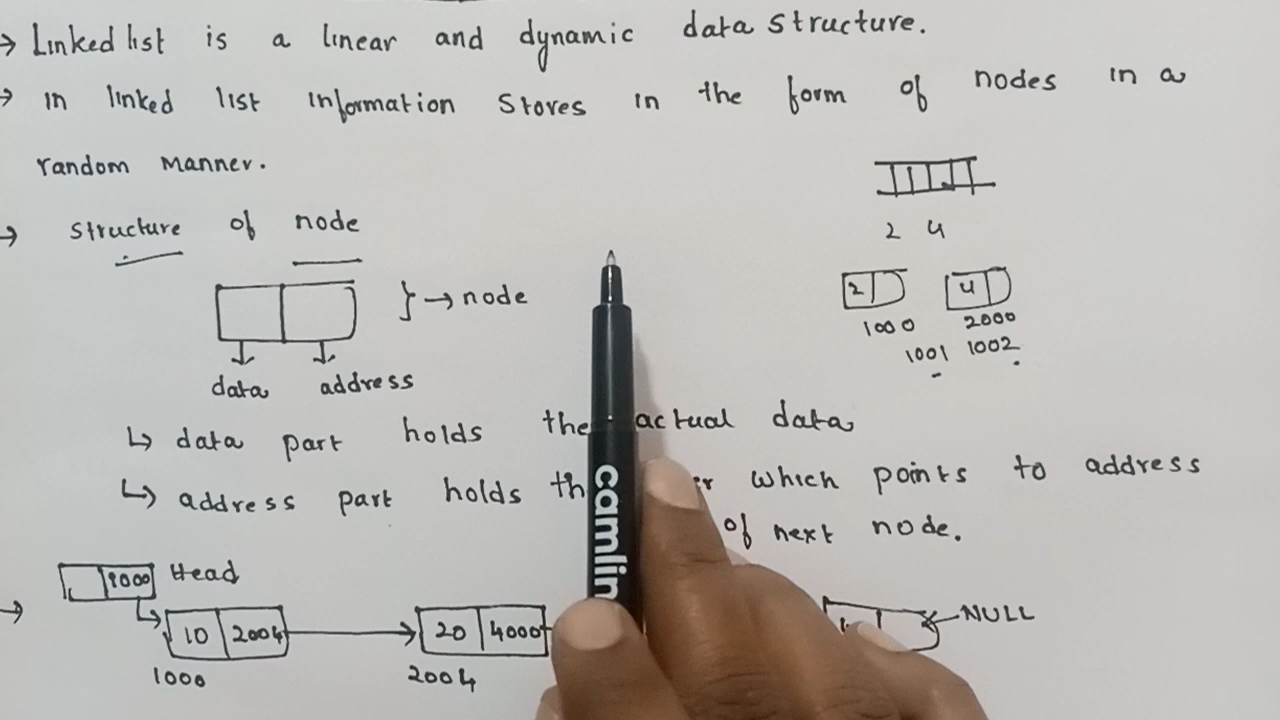 → Linked list is a linear and dynamic data structure.
→ in linked list information stores in the form of nodes in a
random manner.
→ structure of node
2 4
} → node
2 4
1000 2000
1001 1002
data address
↳ data part holds the actual data
↳ address part holds which points to address
of next node.
1000 Head
→ 10 2004 20 4000 NULL
1000 2004
camlin